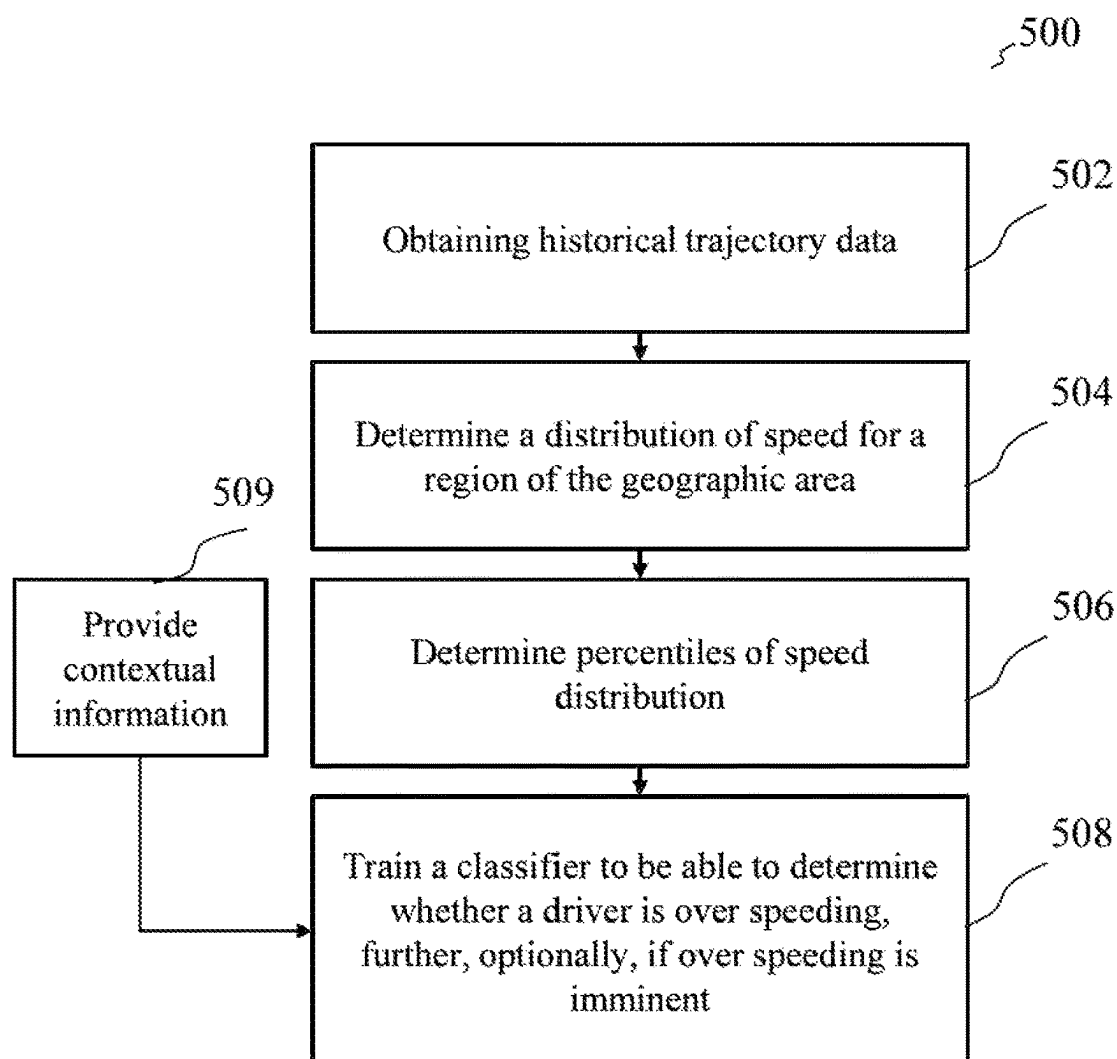 500
502
Obtaining historical trajectory data
504
Determine a distribution of speed for a
region of the geographic area
509
Provide
contextual
information
506
Determine percentiles of speed
distribution
508
Train a classifier to be able to determine
whether a driver is over speeding,
further, optionally, if over speeding is
imminent